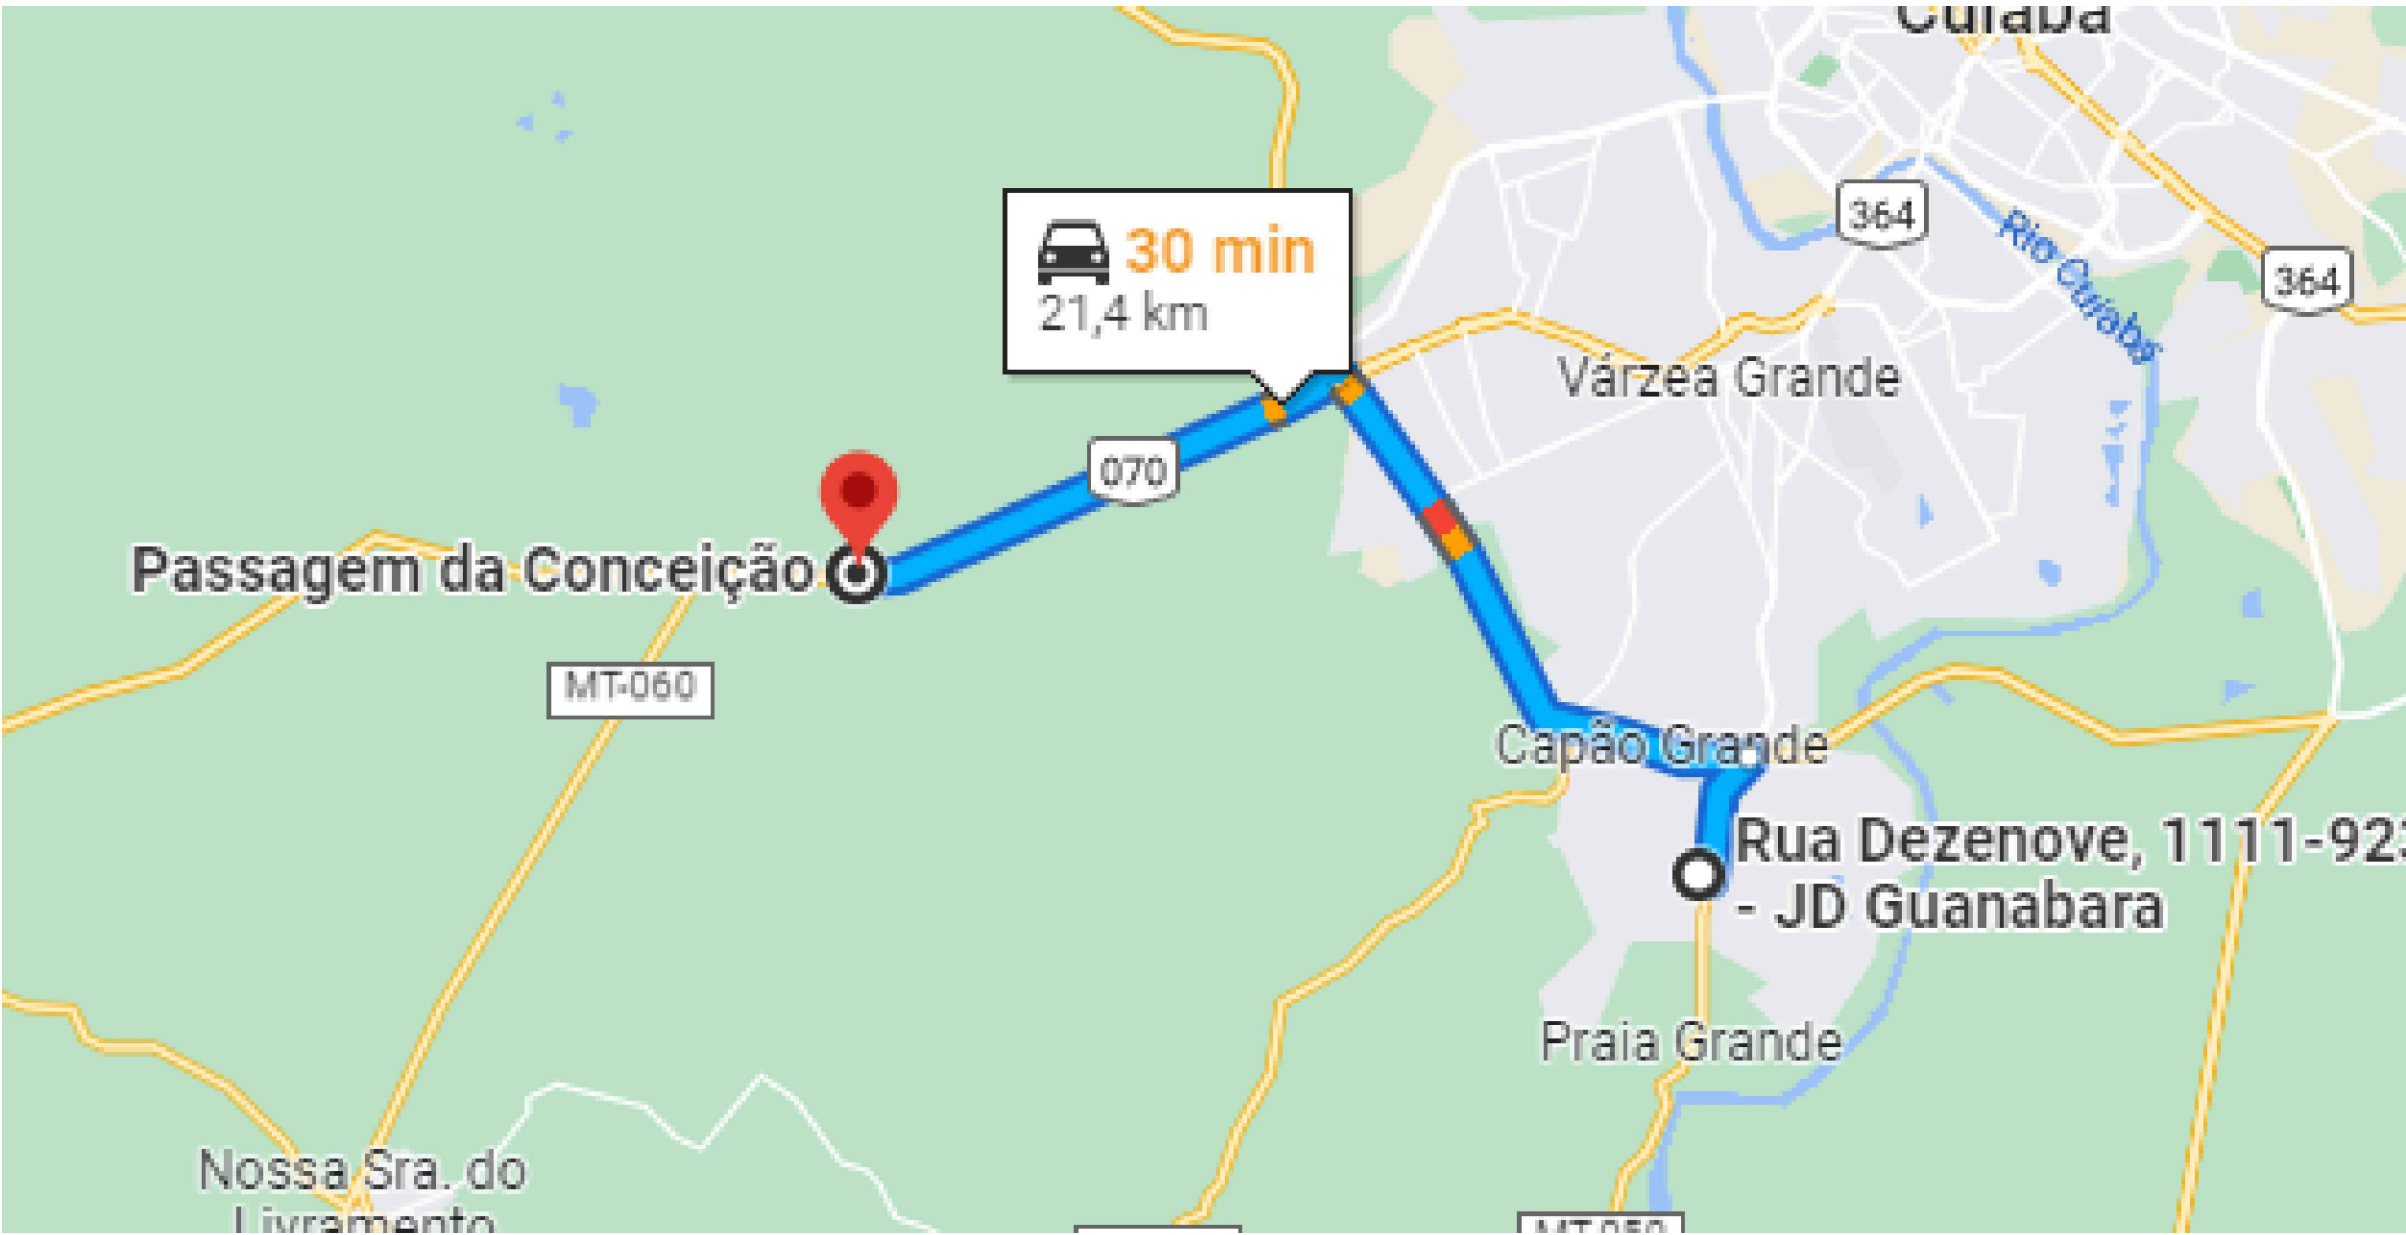 Cuiabá
364
Rio Cuiabá
364
30 min
21,4 km
Várzea Grande
070
Passagem da Conceição
MT-060
Capão Grande
Rua Dezenove, 1111-92
- JD Guanabara
Praia Grande
Nossa Sra. do
Livramento